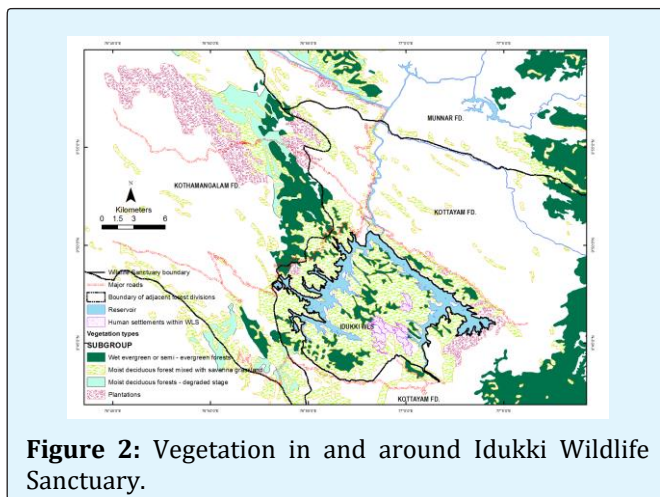 MUNNAR FD.
KOTHAMANGALAM FD.
KOTTAYAM FD.
N
Kilometers
0 1.5 3 6
Wildlife Sanctuary boundary
Major roads
Boundary of adjacent forest divisions
Reservoir
Human settlements within WLS
Vegetation types
SUBGROUP
Wet evergreen or semi - evergreen forests
Moist deciduous forest mixed with savanna grassland
Moist deciduous forests - degraded stage
Plantations
IDUKKI WLS
KOTTAYAM FD.
Figure 2: Vegetation in and around Idukki Wildlife
Sanctuary.